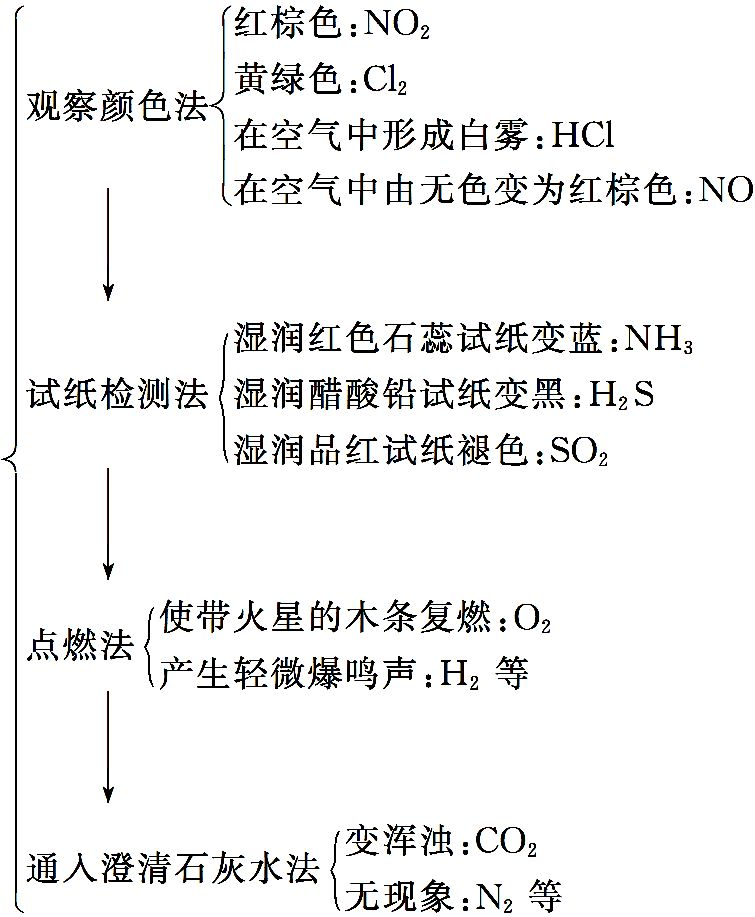 观察颜色法
红棕色:NO₂
黄绿色:Cl₂
在空气中形成白雾:HCl
在空气中由无色变为红棕色:NO
试纸检测法
湿润红色石蕊试纸变蓝:NH₃
湿润醋酸铅试纸变黑:H₂S
湿润品红试纸褪色:SO₂
点燃法
使带火星的木条复燃:O₂
产生轻微爆鸣声:H₂ 等
通入澄清石灰水法
变浑浊:CO₂
无现象:N₂ 等